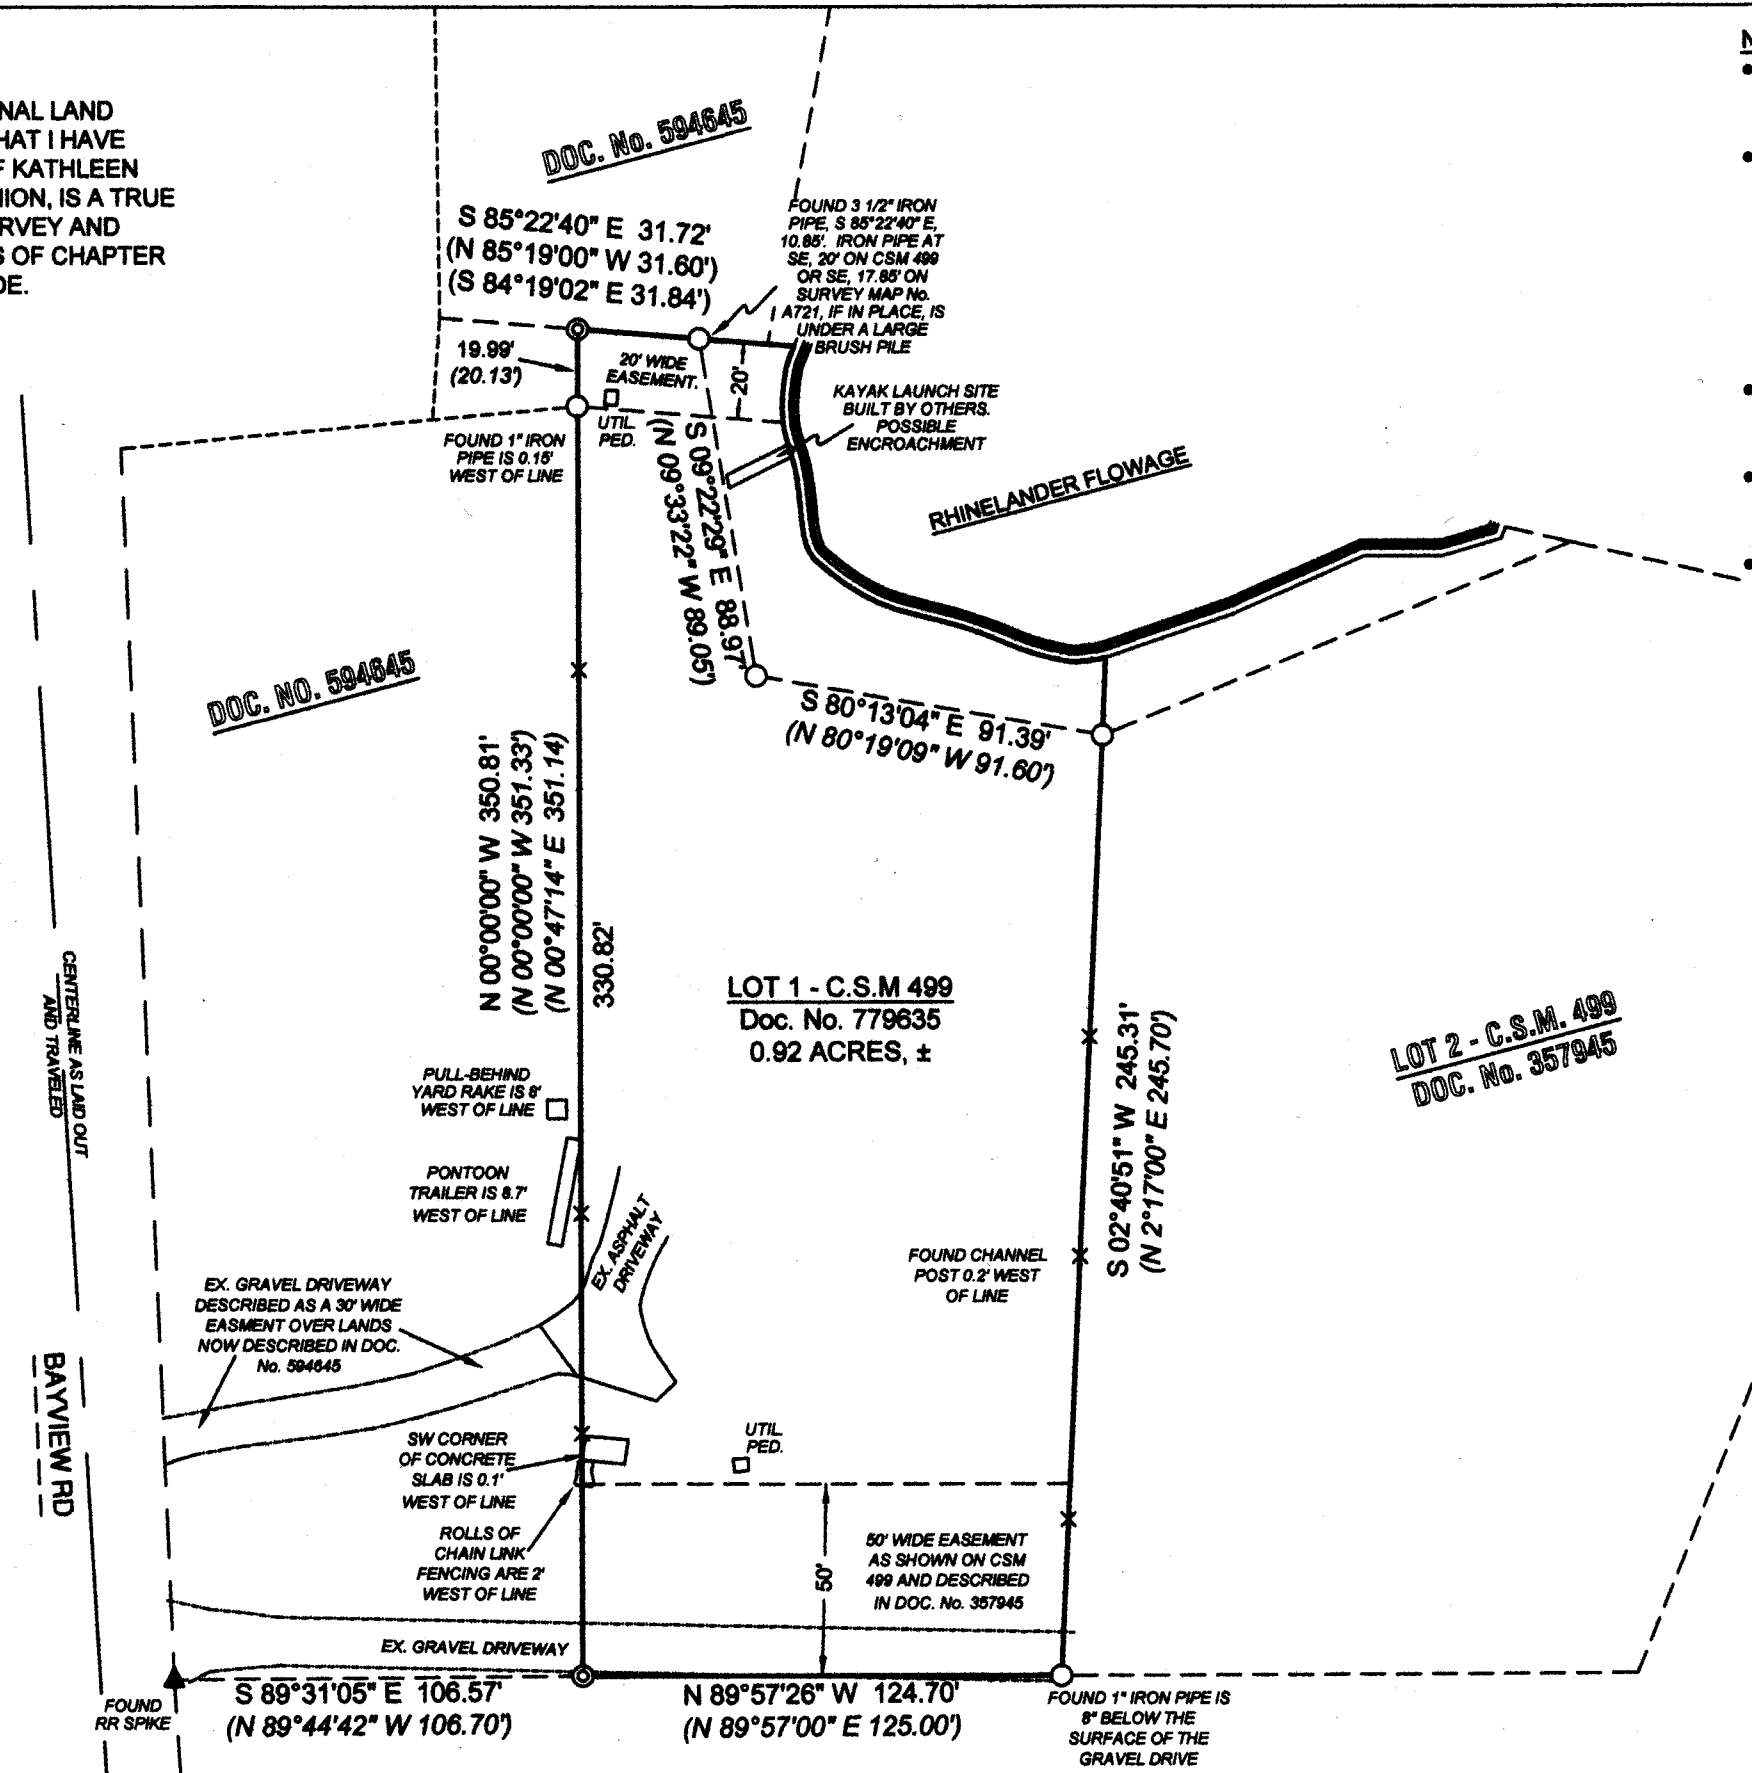 N
NAL LAND
HAT I HAVE
F KATHLEEN
NION, IS A TRUE
RVEY AND
S OF CHAPTER
DE.
DOC. No. 594645
S 85°22'40" E 31.72'
(N 85°19'00" W 31.60')
(S 84°19'02" E 31.84')
FOUND 3 1/2" IRON
PIPE, S 85°22'40" E,
10.85'. IRON PIPE AT
SE, 20' ON CSM 499
OR SE, 17.85' ON
SURVEY MAP No.
A721, IF IN PLACE, IS
UNDER A LARGE
BRUSH PILE
19.99'
(20.13')
20' WIDE
EASEMENT.
20'
UTIL.
PED.
FOUND 1" IRON
PIPE IS 0.15'
WEST OF LINE
KAYAK LAUNCH SITE
BUILT BY OTHERS.
POSSIBLE
ENCROACHMENT
S 09°22'29" E 88.97'
(N 09°33'22" W 89.05')
RHINELANDER FLOWAGE
DOC. NO. 594645
S 80°13'04" E 91.39'
(N 80°19'09" W 91.60')
N 00°00'00" W 350.81'
(N 00°00'00" W 351.33')
(N 00°47'14" E 351.14)
330.82'
LOT 1 - C.S.M 499
Doc. No. 779635
0.92 ACRES, ±
LOT 2 - C.S.M. 499
DOC. No. 357945
CENTERLINE AS LAID OUT
AND TRAVELED
S 02°40'51" W 245.31'
(N 2°17'00" E 245.70')
PULL-BEHIND
YARD RAKE IS 8'
WEST OF LINE
PONTOON
TRAILER IS 8.7'
WEST OF LINE
EX. ASPHALT
DRIVEWAY
FOUND CHANNEL
POST 0.2' WEST
OF LINE
EX. GRAVEL DRIVEWAY
DESCRIBED AS A 30' WIDE
EASMENT OVER LANDS
NOW DESCRIBED IN DOC.
No. 594645
BAYVIEW RD
SW CORNER
OF CONCRETE
SLAB IS 0.1'
WEST OF LINE
UTIL.
PED.
ROLLS OF
CHAIN LINK
FENCING ARE 2'
WEST OF LINE
50'
50' WIDE EASEMENT
AS SHOWN ON CSM
499 AND DESCRIBED
IN DOC. No. 357945
EX. GRAVEL DRIVEWAY
FOUND
RR SPIKE
S 89°31'05" E 106.57'
(N 89°44'42" W 106.70')
N 89°57'26" W 124.70'
(N 89°57'00" E 125.00')
FOUND 1" IRON PIPE IS
8" BELOW THE
SURFACE OF THE
GRAVEL DRIVE